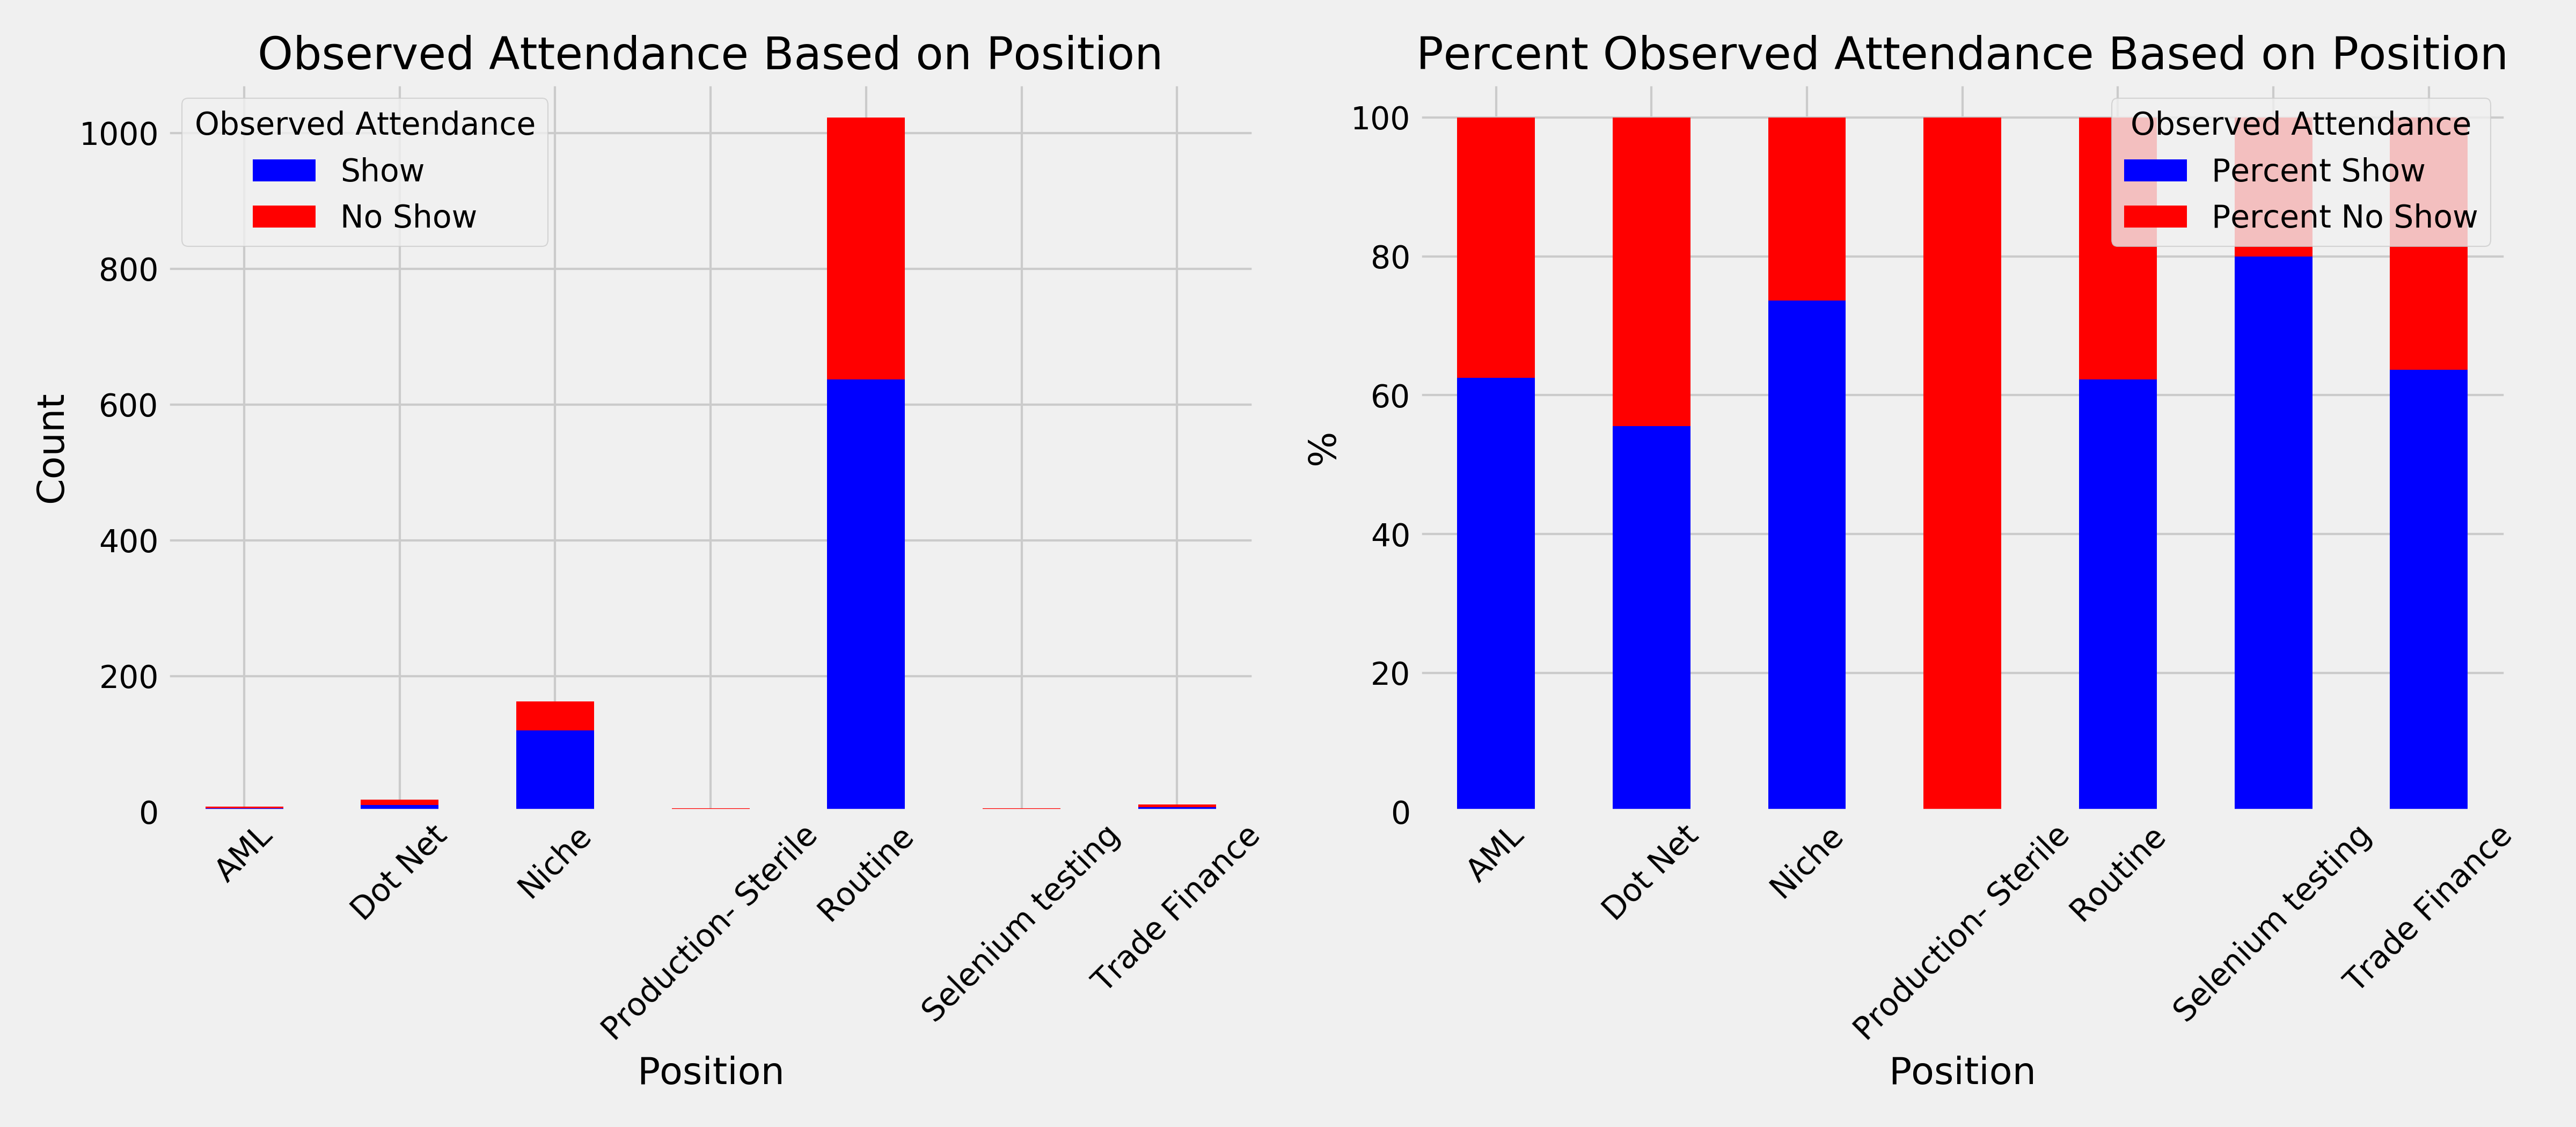 Observed Attendance Based on Position
Observed Attendance
Show
No Show
Count
1000
800
600
400
200
0
AML
Dot Net
Niche
Production- Sterile
Routine
Selenium testing
Trade Finance
Position
Percent Observed Attendance Based on Position
Observed Attendance
Percent Show
Percent No Show
%
100
80
60
40
20
0
AML
Dot Net
Niche
Production- Sterile
Routine
Selenium testing
Trade Finance
Position